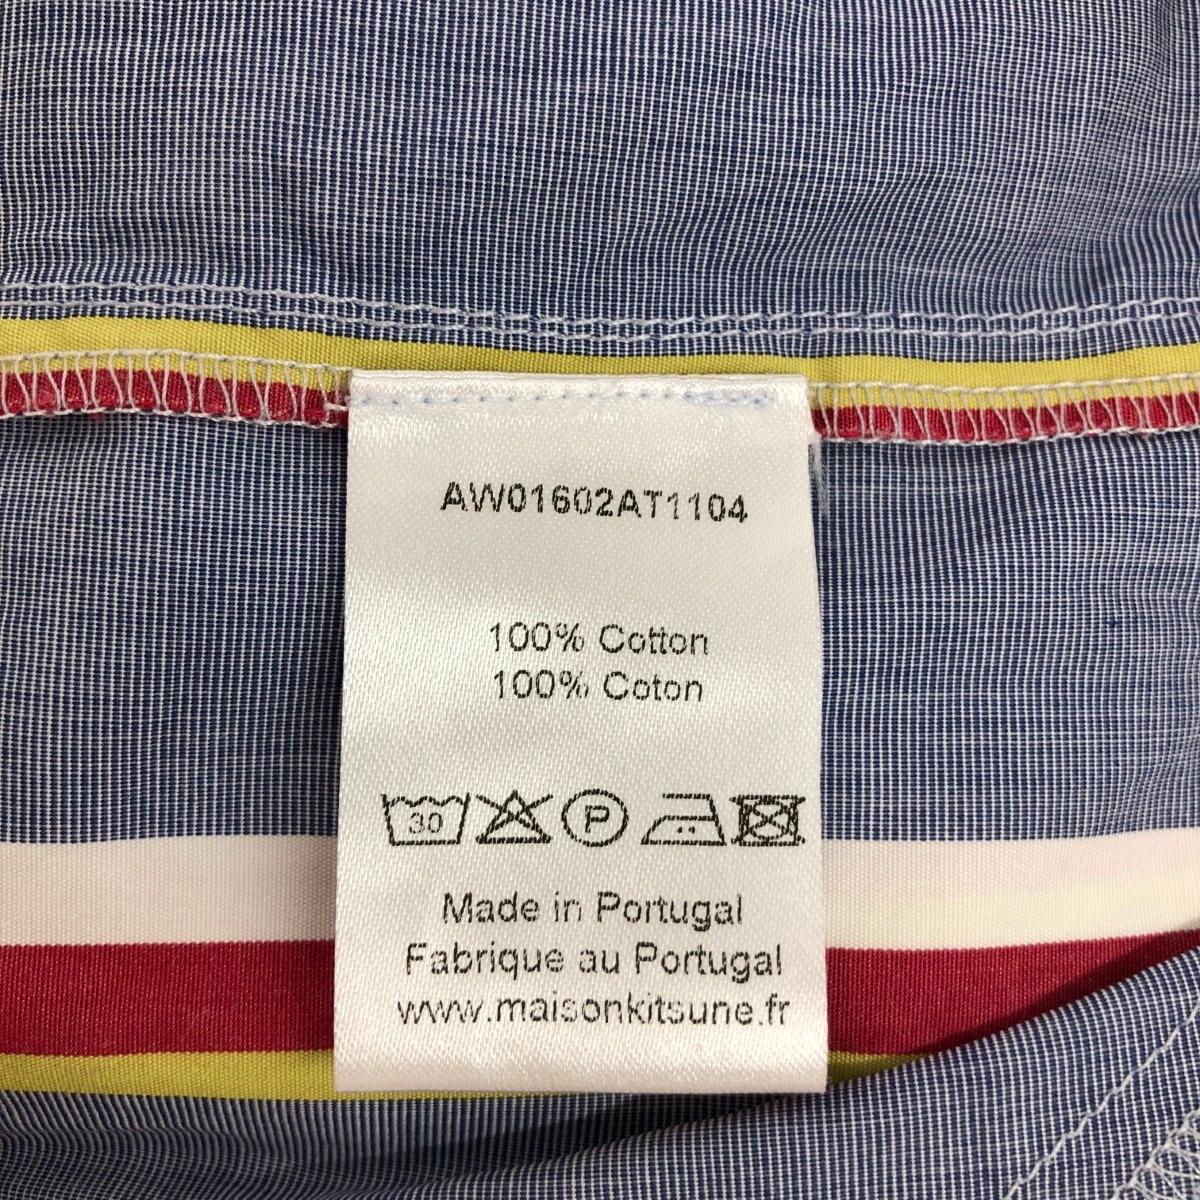 AW01602AT1104
100% Cotton
100% Coton
30 P
Made in Portugal
Fabrique au Portugal
www.maisonkitsune.fr